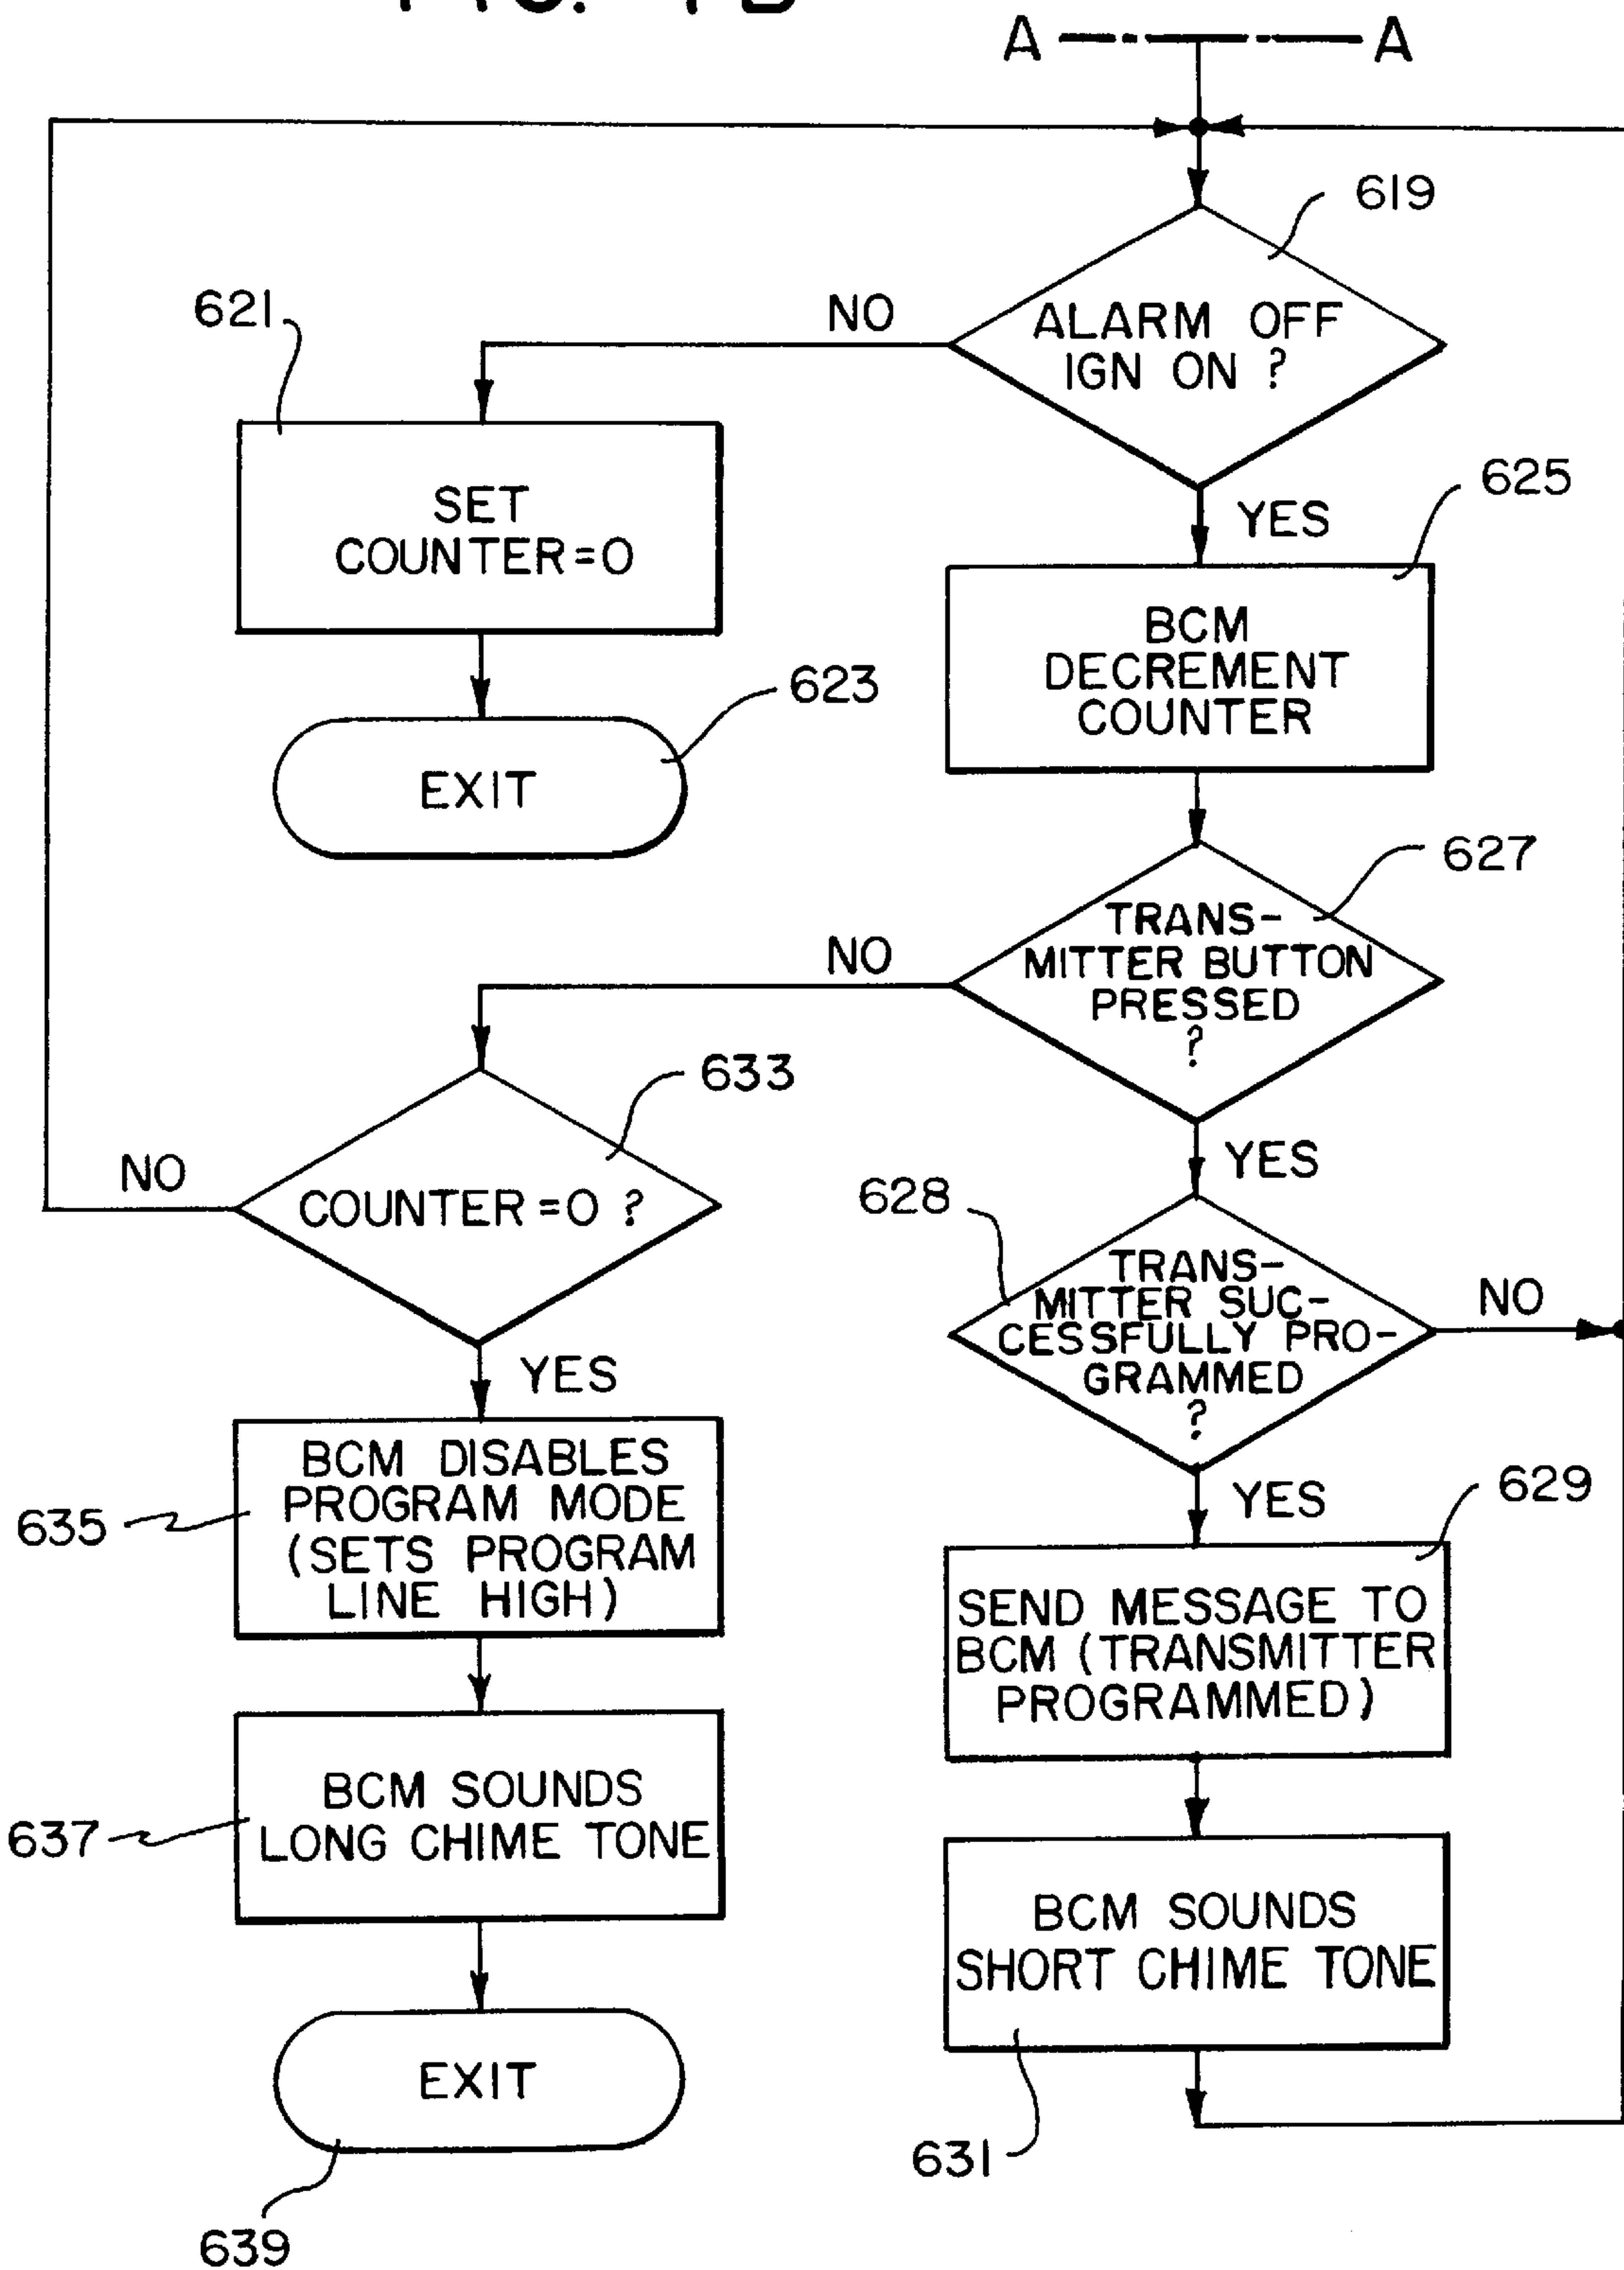 A A
619
ALARM OFF
IGN ON ?
NO
621
SET
COUNTER=0
YES
625
BCM
DECREMENT
COUNTER
623
EXIT
627
TRANS-
MITTER BUTTON
PRESSED
?
NO
633
COUNTER=0 ?
NO
YES
628
TRANS-
MITTER SUC-
CESSFULLY PRO-
GRAMMED
?
NO
YES
635
BCM DISABLES
PROGRAM MODE
(SETS PROGRAM
LINE HIGH)
YES
629
SEND MESSAGE TO
BCM (TRANSMITTER
PROGRAMMED)
637
BCM SOUNDS
LONG CHIME TONE
BCM SOUNDS
SHORT CHIME TONE
631
EXIT
639